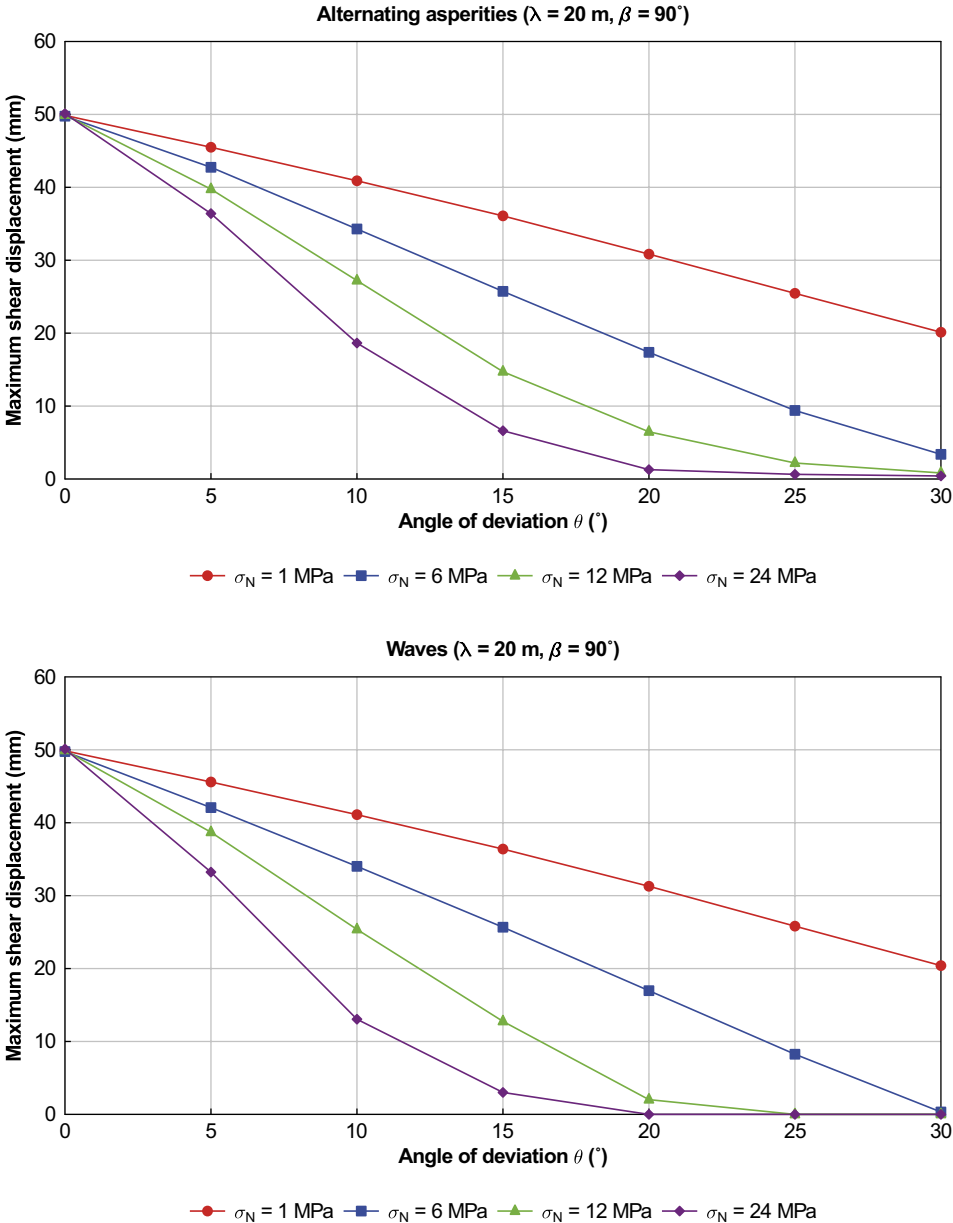 Alternating asperities (λ = 20 m, β = 90°)
60
50
40
30
20
10
0
Maximum shear displacement (mm)
0 5 10 15 20 25 30
Angle of deviation θ (°)
σN = 1 MPa σN = 6 MPa σN = 12 MPa σN = 24 MPa
Waves (λ = 20 m, β = 90°)
60
50
40
30
20
10
0
Maximum shear displacement (mm)
0 5 10 15 20 25 30
Angle of deviation θ (°)
σN = 1 MPa σN = 6 MPa σN = 12 MPa σN = 24 MPa